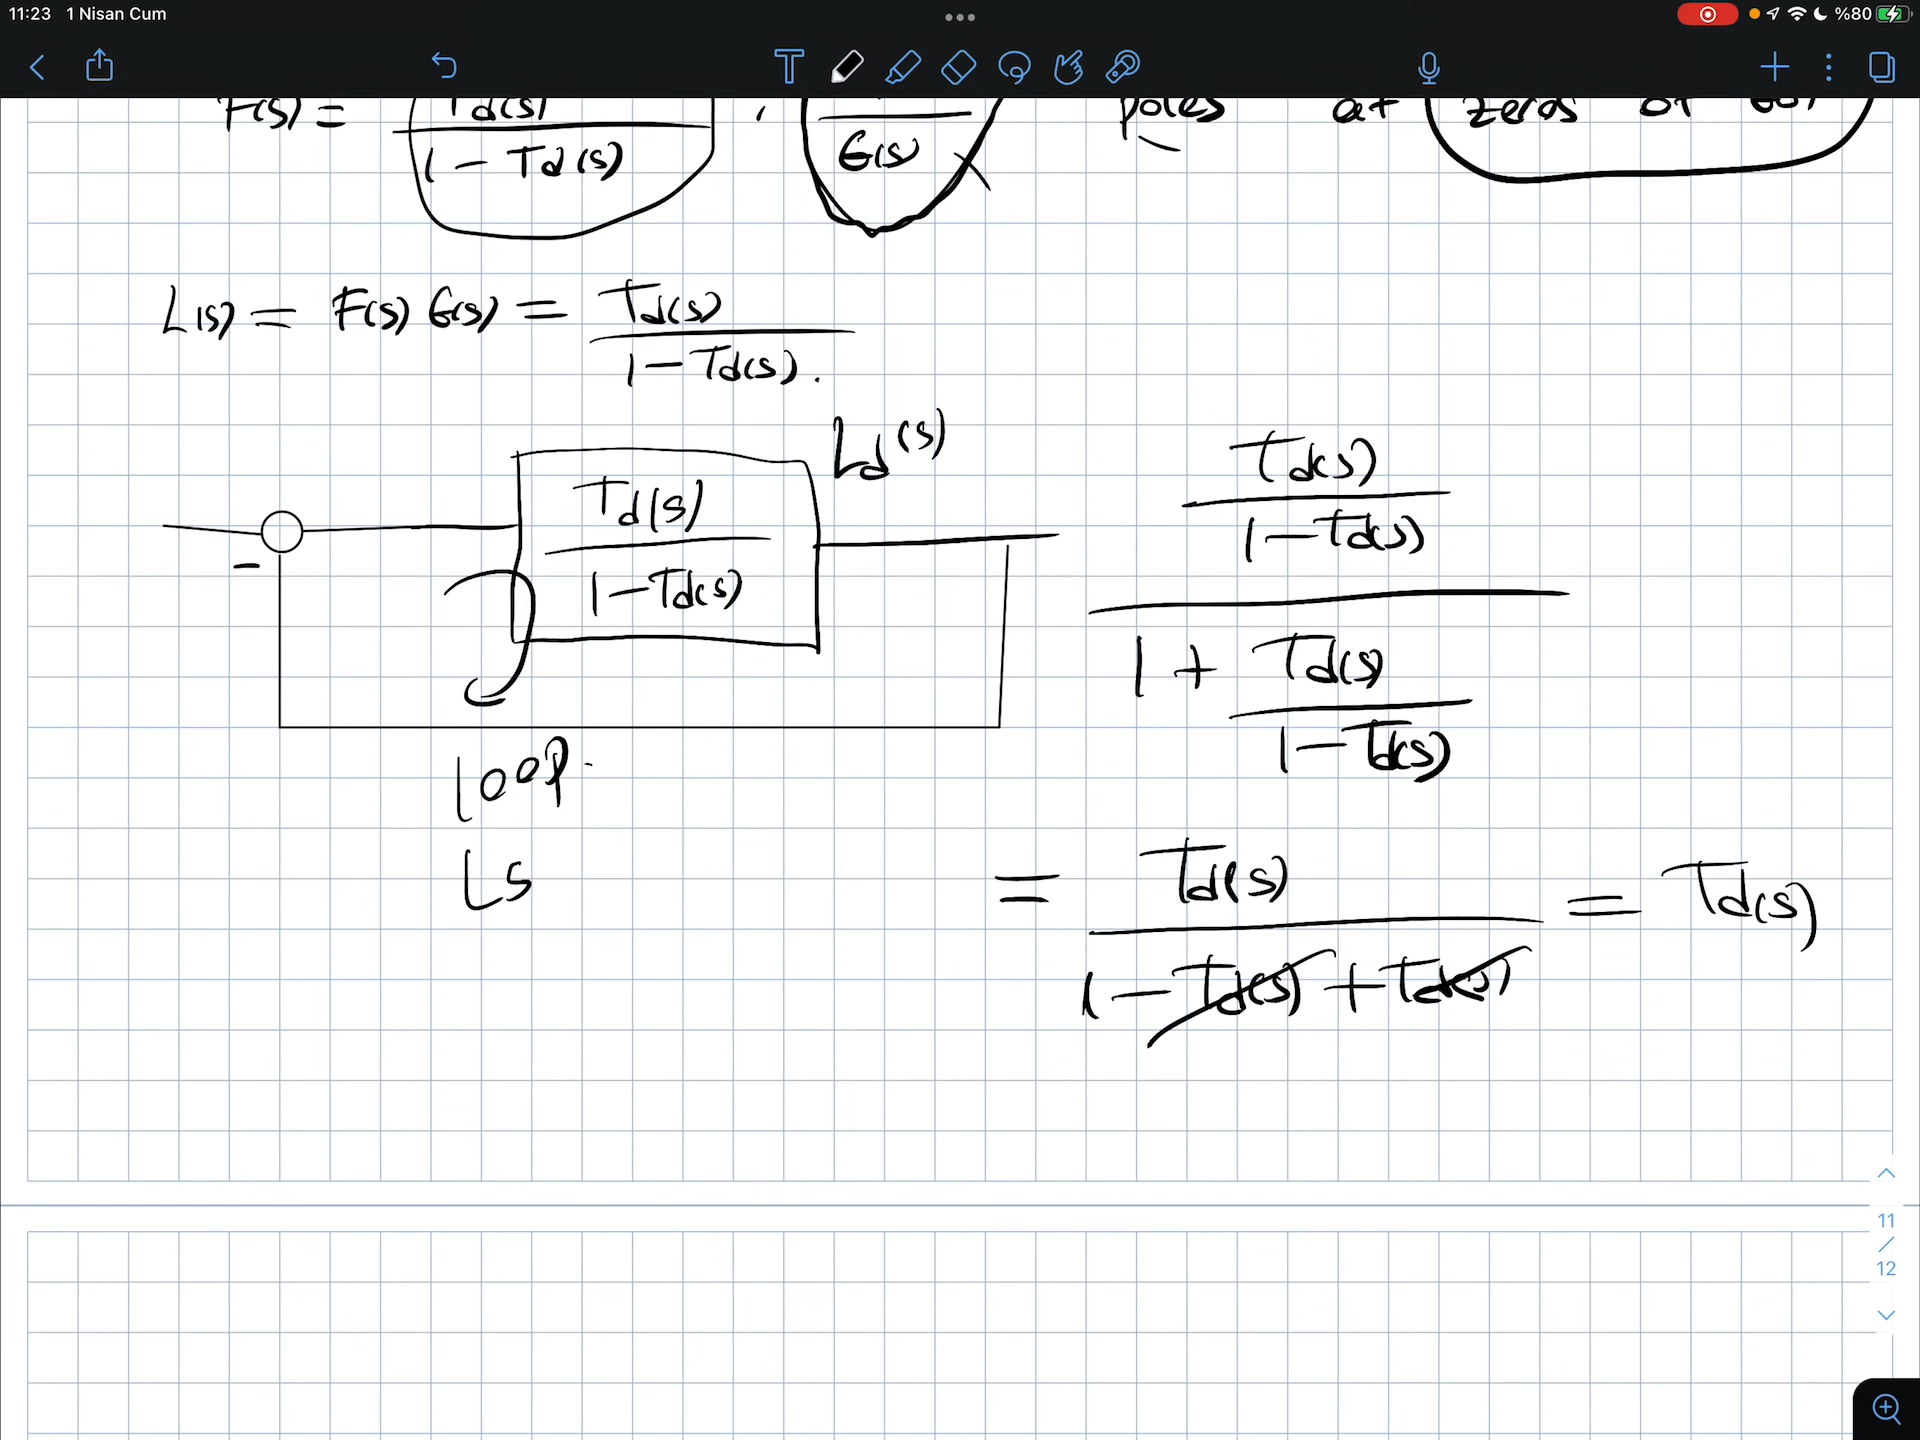 11:23 1 Nisan Cum %80
F(s) = Td(s) / 1 - Td(s) . / G(s) poles at zeros of
L(s) = F(s) G(s) = Td(s) / 1 - Td(s).
Ld(s)
Td(s) / 1 - Td(s)
-
loop.
LS
Td(s) / 1 - Td(s)
1 + Td(s) / 1 - Td(s)
= Td(s) / 1 - Td(s) + Td(s) = Td(s)
11
/
12